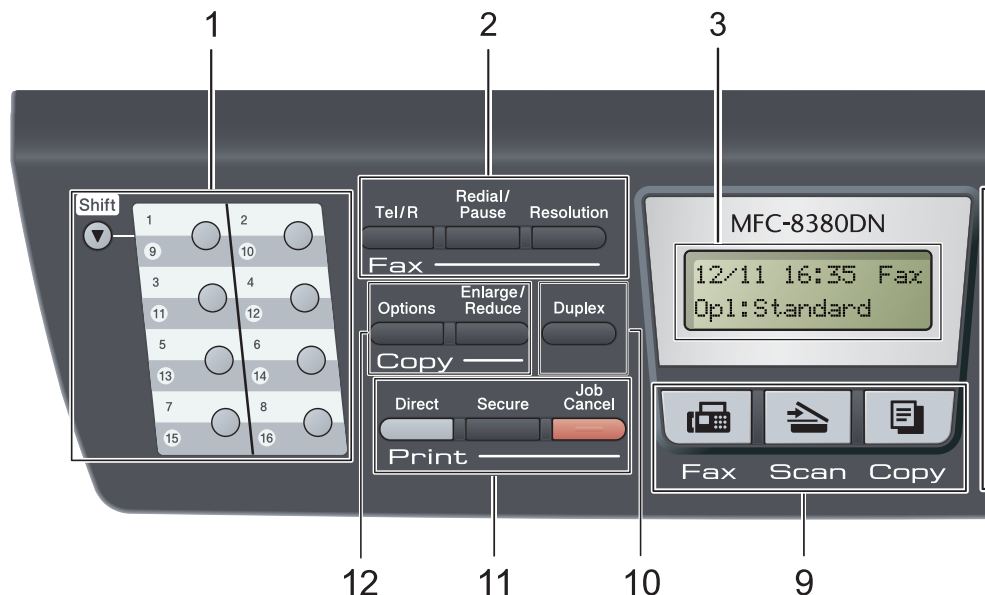 1 2 3
Shift
1 2
9 10
3 4
11 12
5 6
13 14
7 8
15 16
Tel/R Redial/ Pause Resolution
Fax
Options Enlarge/ Reduce Duplex
Copy
Direct Secure Job Cancel
Print
MFC-8380DN
12/11 16:35 Fax
Opl:Standard
Fax Scan Copy
12 11 10 9